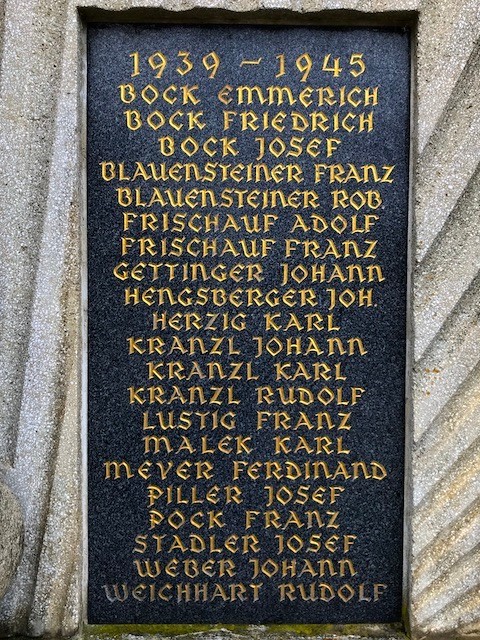 1939 – 1945
BOCK EMMERICH
BOCK FRIEDRICH
BOCK JOSEF
BLAUENSTEINER FRANZ
BLAUENSTEINER ROB.
FRISCHAUF ADOLF
FRISCHAUF FRANZ
GETTINGER JOHANN
HENGSBERGER JOH.
HERZIG KARL
KRANZL JOHANN
KRANZL KARL
KRANZL RUDOLF
LUSTIG FRANZ
MALEK KARL
MEYER FERDINAND
PILLER JOSEF
POCK FRANZ
STADLER JOSEF
WEBER JOHANN
WEICHHART RUDOLF